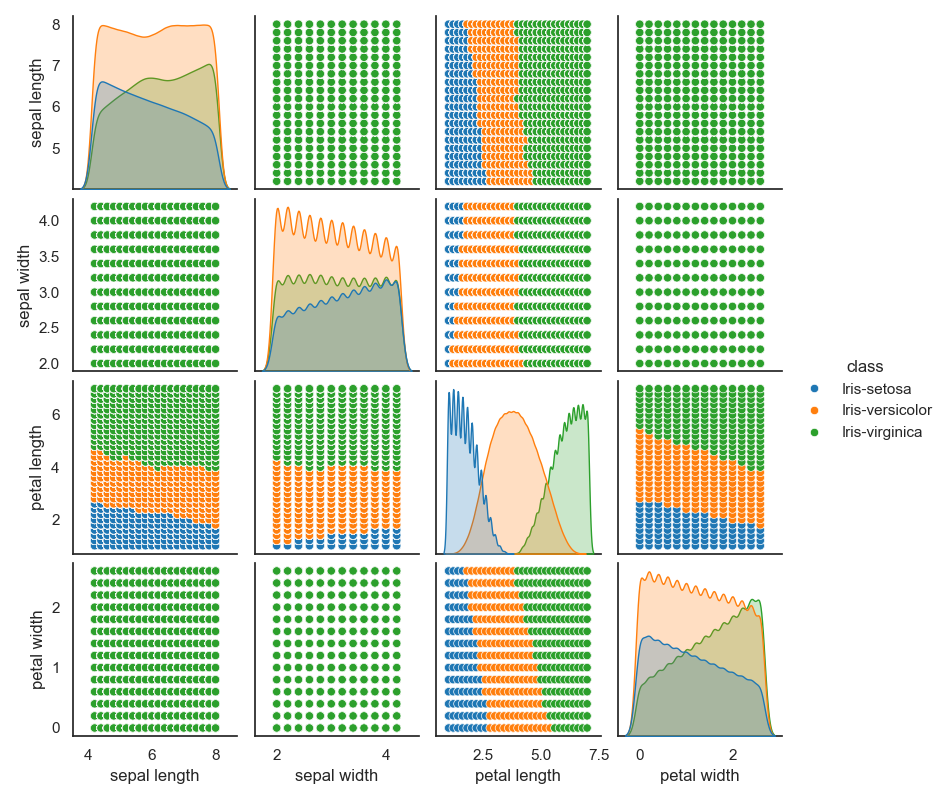 8
7
6
5
sepal length
4.0
3.5
3.0
2.5
2.0
sepal width
6
4
2
petal length
2
1
0
petal width
4 6 8
sepal length
2 4
sepal width
2.5 5.0 7.5
petal length
0 2
petal width
class
Iris-setosa
Iris-versicolor
Iris-virginica